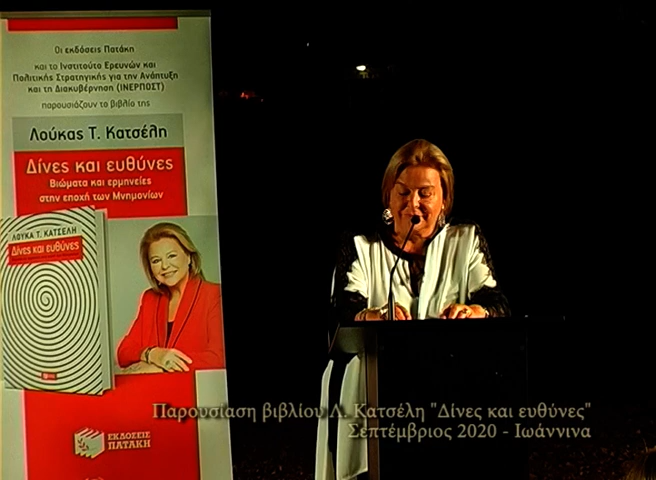 Οι εκδόσεις Πατάκη
και το Ινστιτούτο Ερευνών και
Πολιτικής Στρατηγικής για την Ανάπτυξη
και τη Διακυβέρνηση (ΙΝΕΡΠΟΣΤ)
παρουσιάζουν το βιβλίο της
Λούκας Τ. Κατσέλη
Δίνες και ευθύνες
Βιώματα και ερμηνείες
στην εποχή των Μνημονίων
ΛΟΥΚΑ Τ. ΚΑΤΣΕΛΗ
Δίνες και ευθύνες
ΕΚΔΟΣΕΙΣ
ΠΑΤΑΚΗ
Παρουσίαση βιβλίου Λ. Κατσέλη "Δίνες και ευθύνες"
Σεπτέμβριος 2020 - Ιωάννινα